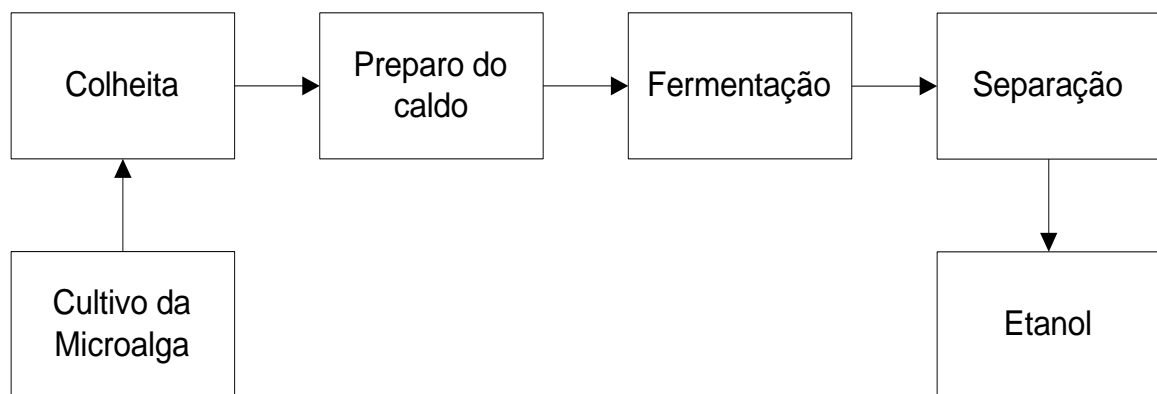 Colheita
Preparo do
caldo
Fermentação
Separação
Cultivo da
Microalga
Etanol